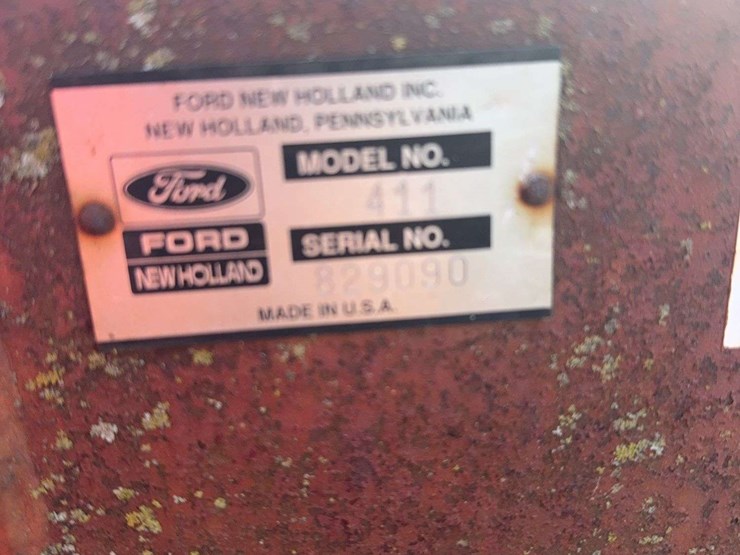 FORD NEW HOLLAND INC.
NEW HOLLAND, PENNSYLVANIA
Ford
MODEL NO.
411
FORD
NEW HOLLAND
SERIAL NO.
829090
MADE IN U.S.A.